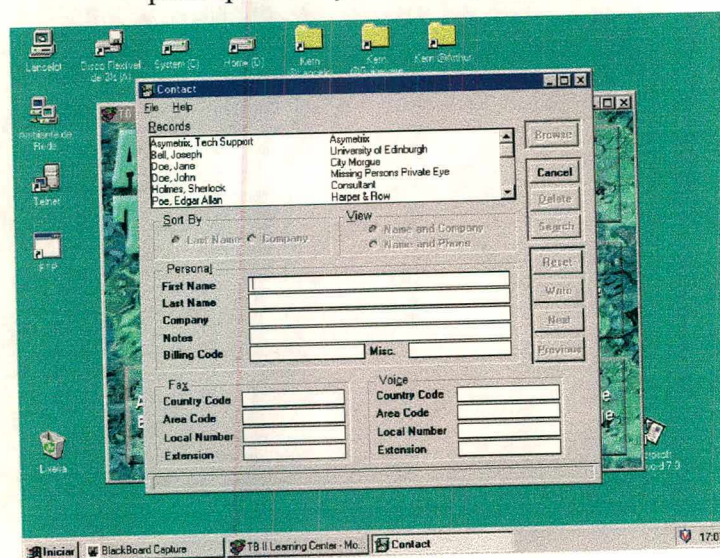 Lancelot
Disco Flexível de 3½ (A)
System (C)
Home (D)
Kern
Kern
Kern @Arthur
Ambiente de Rede
Telnet
FTP
Lixeira
Contact
File Help
Records
Asymetrix, Tech Support Asymetrix
Bell, Joseph University of Edinburgh
Doe, Jane City Morgue
Doe, John Missing Persons Private Eye
Holmes, Sherlock Consultant
Poe, Edgar Allan Harper & Row
Browse
Cancel
Delete
Search
Sort By
Last Name Company
View
Name and Company
Name and Phone
Reset
Write
Next
Previous
Personal
First Name
Last Name
Company
Notes
Billing Code Misc.
Fax
Country Code
Area Code
Local Number
Extension
Voice
Country Code
Area Code
Local Number
Extension
Iniciar BlackBoard Capture TB II Learning Center - Mo... Contact